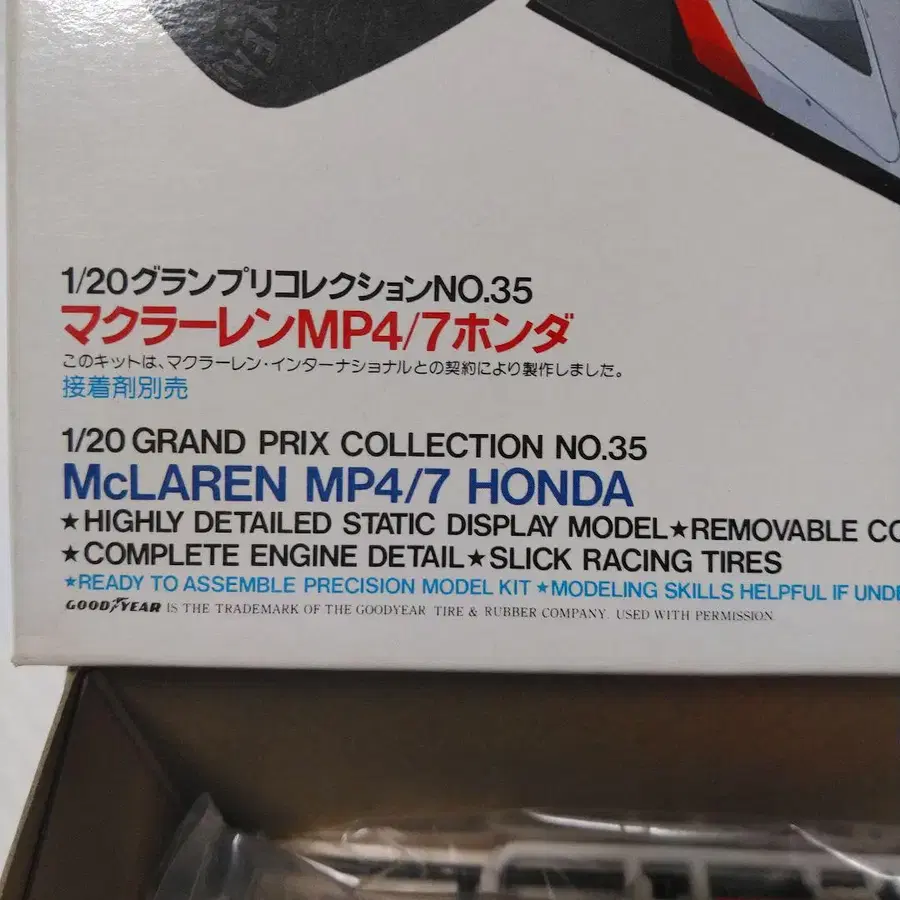 1/20グランプリコレクションNO.35
マクラーレンMP4/7ホンダ
このキットは、マクラーレン・インターナショナルとの契約により製作しました。
接着剤別売
1/20 GRAND PRIX COLLECTION NO.35
McLAREN MP4/7 HONDA
★HIGHLY DETAILED STATIC DISPLAY MODEL★REMOVABLE
★COMPLETE ENGINE DETAIL★SLICK RACING TIRES
★READY TO ASSEMBLE PRECISION MODEL KIT ★MODELING SKILLS HELPFUL IF
GOODYEAR IS THE TRADEMARK OF THE GOODYEAR TIRE & RUBBER COMPANY. USED WITH PERMISSION.